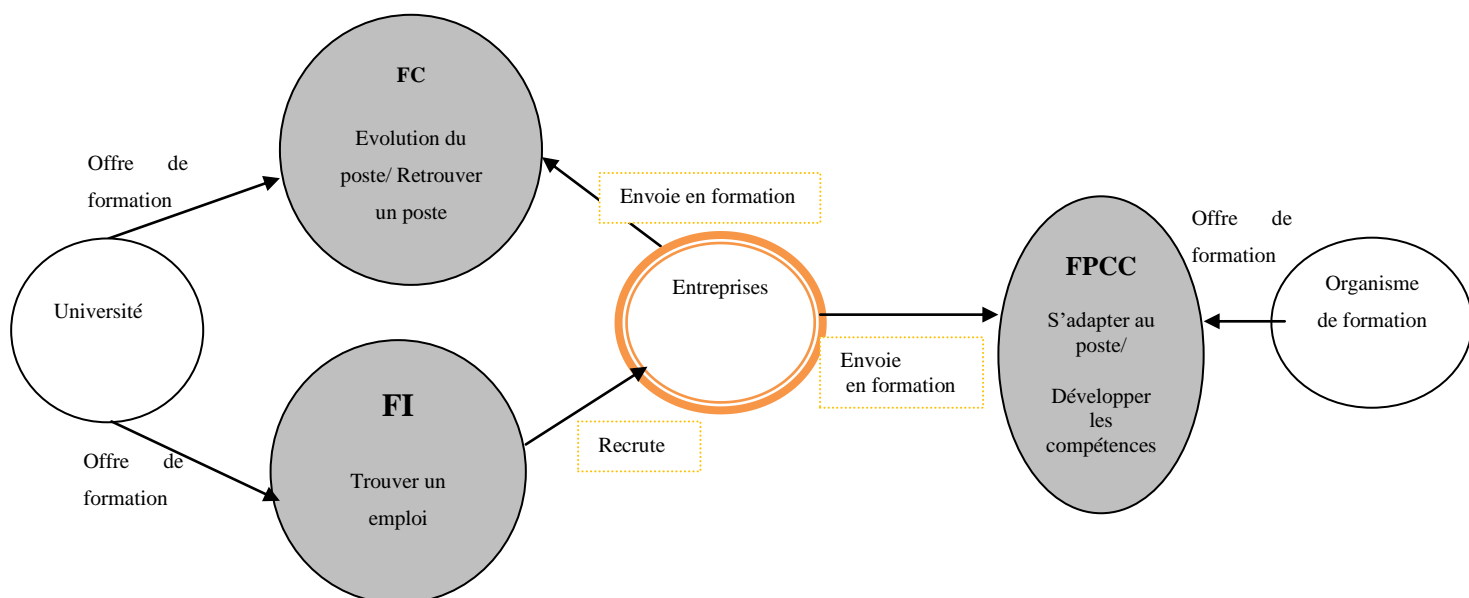 FC
Evolution du
poste/ Retrouver
un poste
Offre de
formation
Envoie en formation
Université
Entreprises
Offre de
formation
FPCC
S’adapter au
poste/
Développer
les
compétences
Organisme
de formation
Envoie
en formation
FI
Trouver un
emploi
Recrute
Offre de
formation